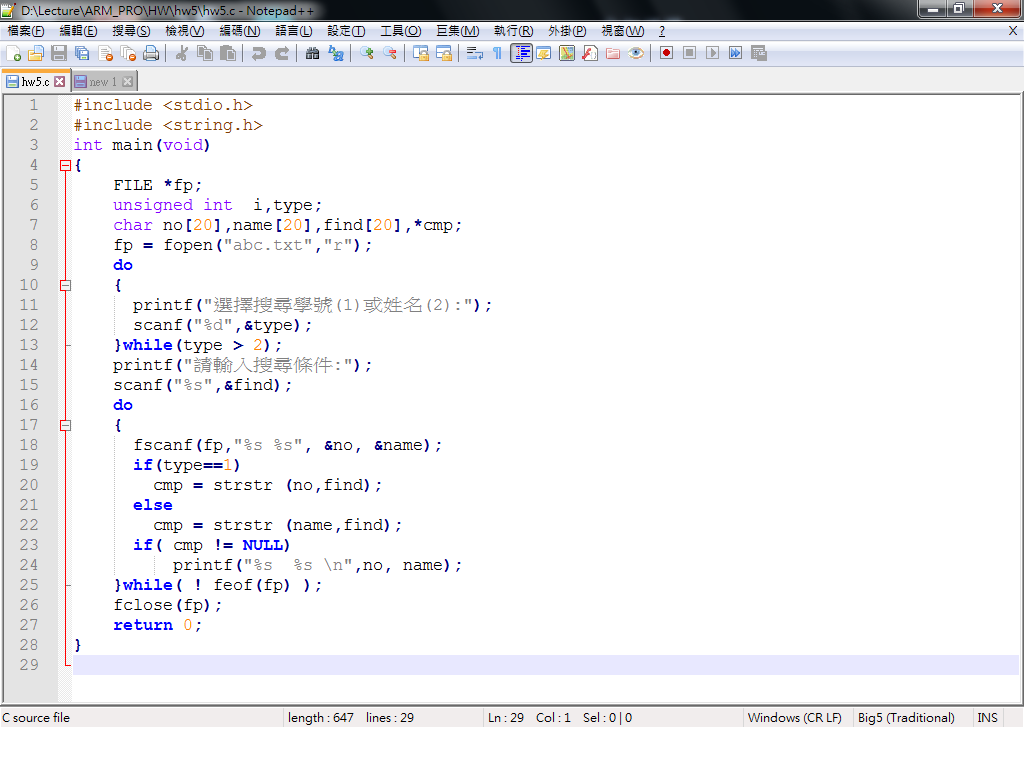 D:\Lecture\ARM_PRO\HW\hw5\hw5.c - Notepad++
檔案(F) 編輯(E) 搜尋(S) 檢視(V) 編碼(N) 語言(L) 設定(T) 工具(O) 巨集(M) 執行(R) 外掛(P) 視窗(W) ? X
hw5.c new 1
1 #include <stdio.h>
2 #include <string.h>
3 int main(void)
4 {
5 FILE *fp;
6 unsigned int  i,type;
7 char no[20],name[20],find[20],*cmp;
8 fp = fopen("abc.txt","r");
9 do
10 {
11 printf("選擇搜尋學號(1)或姓名(2):");
12 scanf("%d",&type);
13 }while(type > 2);
14 printf("請輸入搜尋條件:");
15 scanf("%s",&find);
16 do
17 {
18 fscanf(fp,"%s %s", &no, &name);
19 if(type==1)
20 cmp = strstr (no,find);
21 else
22 cmp = strstr (name,find);
23 if( cmp != NULL)
24 printf("%s  %s \n",no, name);
25 }while( ! feof(fp) );
26 fclose(fp);
27 return 0;
28 }
29
C source file length : 647 lines : 29 Ln : 29 Col : 1 Sel : 0 | 0 Windows (CR LF) Big5 (Traditional) INS